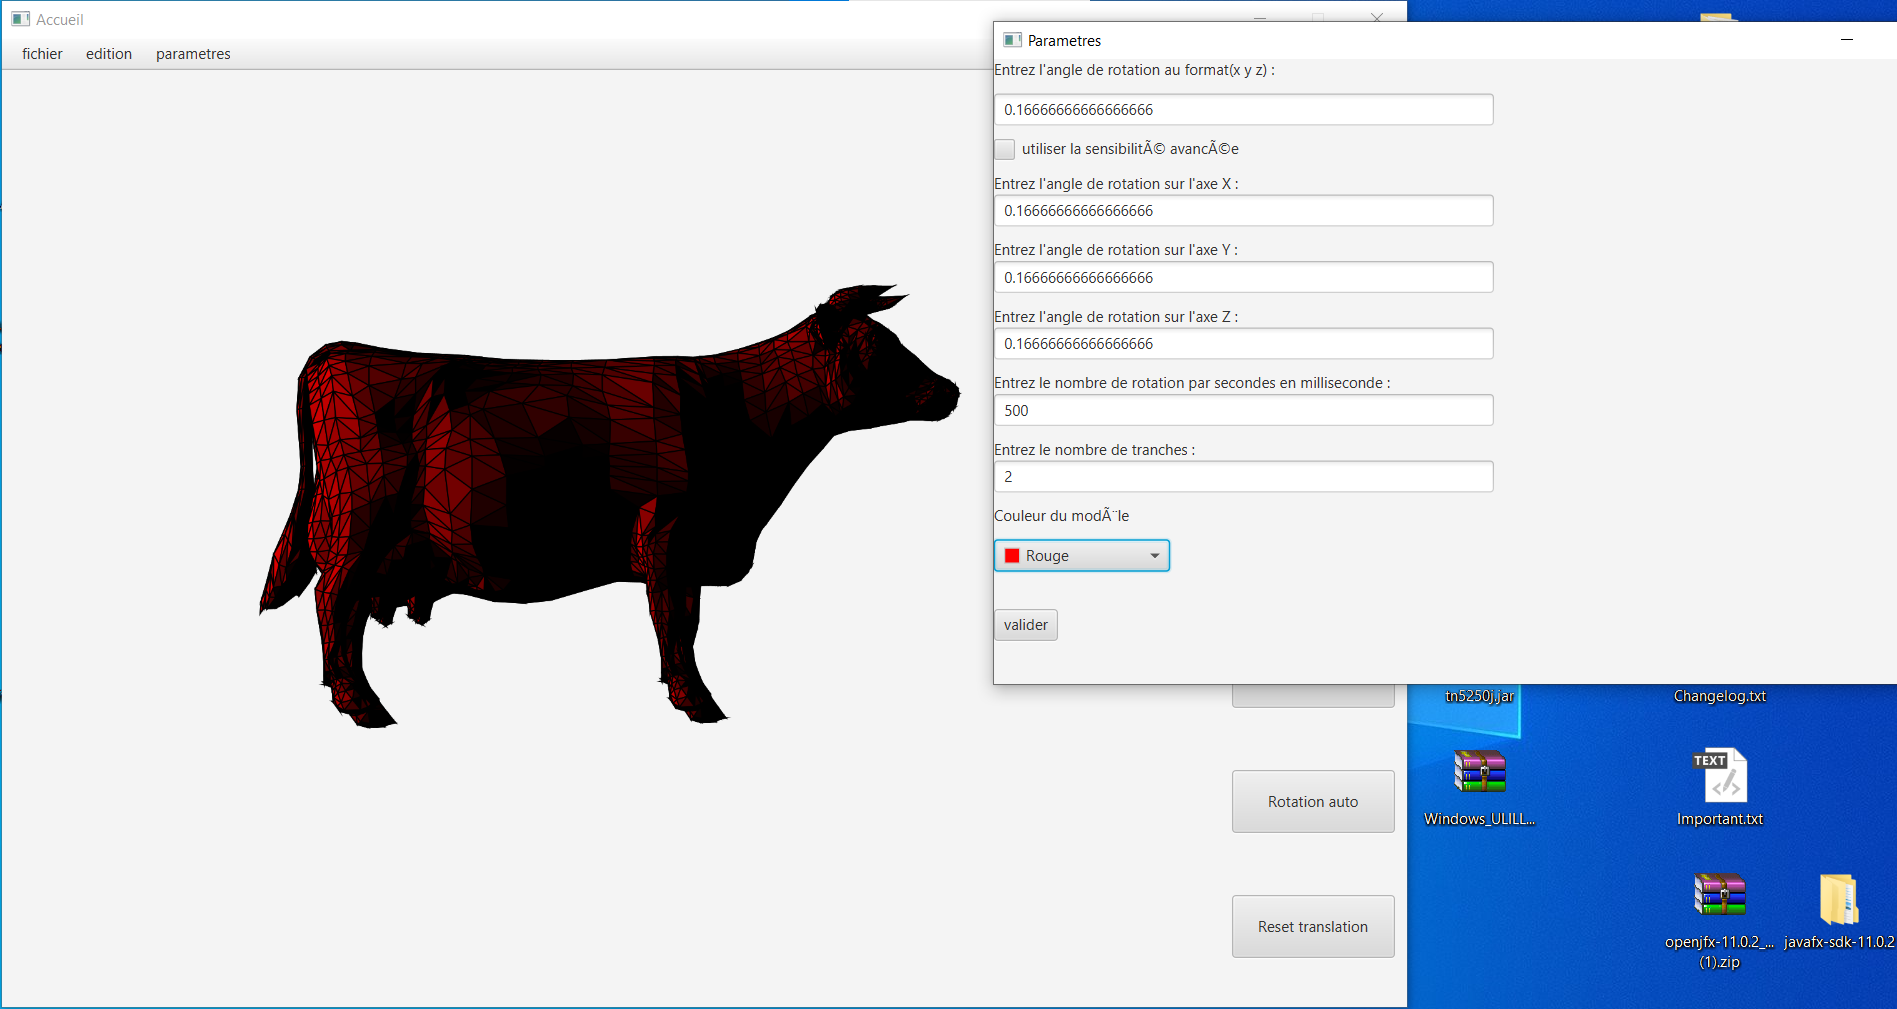 Accueil
fichier edition parametres
Parametres
Entrez l'angle de rotation au format(x y z) :
0.16666666666666666
utiliser la sensibilitÃ© avancÃ©e
Entrez l'angle de rotation sur l'axe X :
0.16666666666666666
Entrez l'angle de rotation sur l'axe Y :
0.16666666666666666
Entrez l'angle de rotation sur l'axe Z :
0.16666666666666666
Entrez le nombre de rotation par secondes en milliseconde :
500
Entrez le nombre de tranches :
2
Couleur du modÃ¨le
Rouge
valider
Rotation auto
Reset translation
tn5250j.jar
Changelog.txt
Windows_ULILL...
TEXT
Important.txt
openjfx-11.0.2_...
(1).zip
javafx-sdk-11.0.2